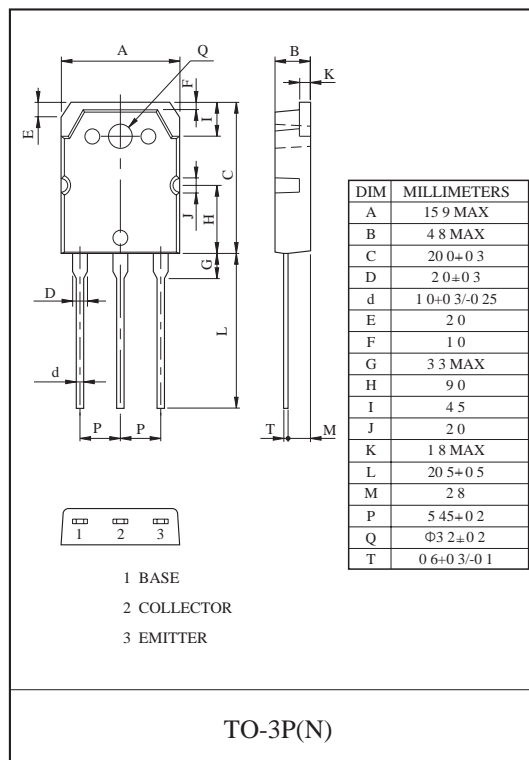 A
Q
B
K
F
I
E
C
J
H
G
D
L
d
P P
T M
DIM MILLIMETERS
A 15 9 MAX
B 4 8 MAX
C 20 0±0 3
D 2 0±0 3
d 1 0+0 3/-0 25
E 2 0
F 1 0
G 3 3 MAX
H 9 0
I 4 5
J 2 0
K 1 8 MAX
L 20 5±0 5
M 2 8
P 5 45±0 2
Q Φ3 2±0 2
T 0 6+0 3/-0 1
1 2 3
1 BASE
2 COLLECTOR
3 EMITTER
TO-3P(N)